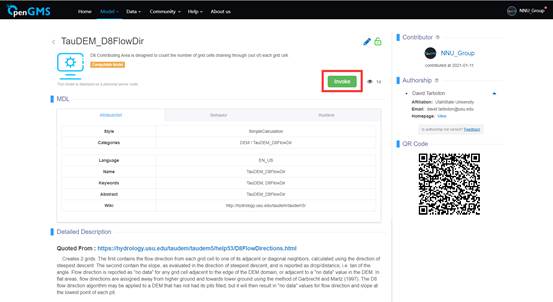 OpenGMS
Home
Model
Data
Community
Help
About us
NNU_Group
TauDEM_D8FlowDir
D8 Contributing Area is designed to count the number of grid cells draining through (out of) each grid cell
Computable Model
This model is deployed on a personal server node.
Invoke
MDL
AttributeSet
Behavior
Runtime
Style SimpleCalculation
Categories DEM / TauDEM_D8FlowDir
Language EN_US
Name TauDEM_D8FlowDir
Keywords TauDEM_D8FlowDir
Abstract TauDEM_D8FlowDir
Wiki http://hydrology.usu.edu/taudem/taudem5/
Detailed Description
Quoted From : https://hydrology.usu.edu/taudem/taudem5/help53/D8FlowDirections.html
Creates 2 grids. The first contains the flow direction from each grid cell to one of its adjacent or diagonal neighbors, calculated using the direction of
steepest descent. The second contain the slope, as evaluated in the direction of steepest descent, and is reported as drop/distance, i.e. tan of the
angle. Flow direction is reported as "no data" for any grid cell adjacent to the edge of the DEM domain, or adjacent to a "no data" value in the DEM. In
flat areas, flow directions are assigned away from higher ground and towards lower ground using the method of Garbrecht and Martz (1997). The D8
flow direction algorithm may be applied to a DEM that has not had its pits filled, but it will then result in "no data" values for flow direction and slope at
the lowest point of each pit
Contributor
NNU_Group
contributed at 2021-01-11
Authorship
David Tarboton
Affiliation: UtahState University
Email: david.tarboton@usu.edu
Homepage: View
Is authorship not correct? Feedback
QR Code